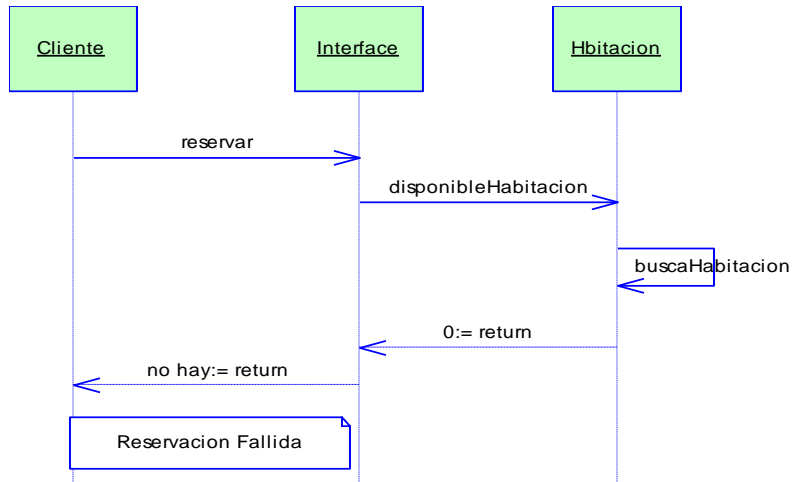 Cliente
Interface
Hbitacion
reservar
disponibleHabitacion
buscaHabitacion
0:= return
no hay:= return
Reservacion Fallida